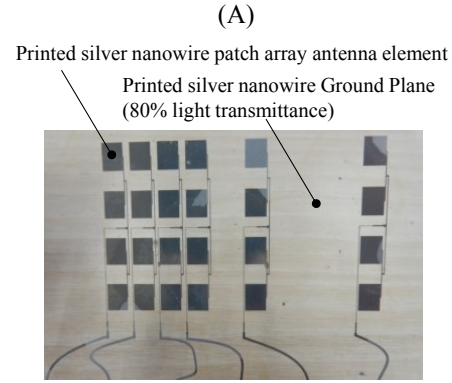 (A)
Printed silver nanowire patch array antenna element
Printed silver nanowire Ground Plane
(80% light transmittance)